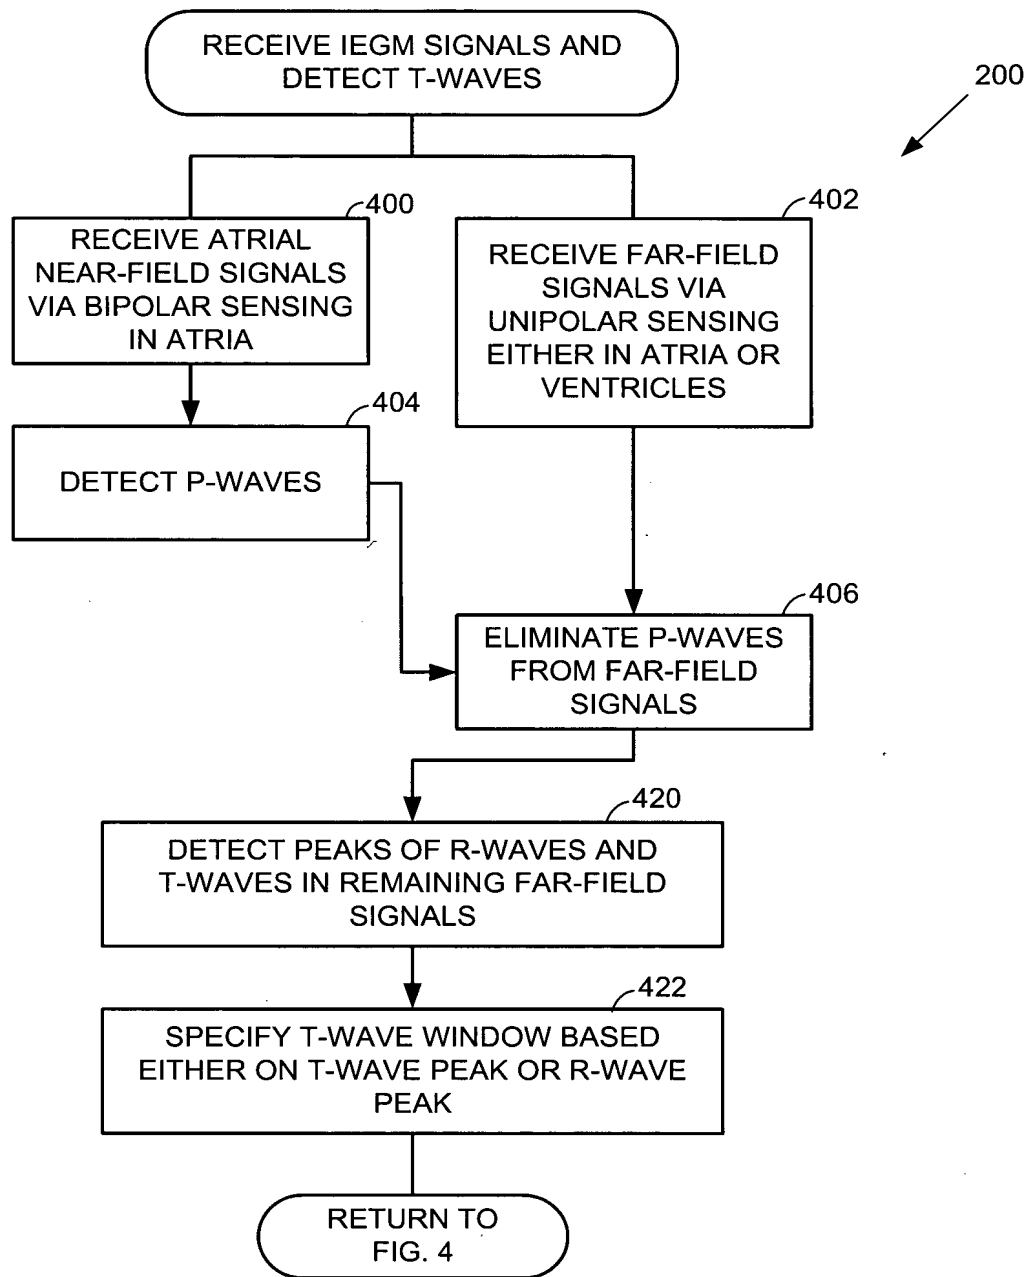 RECEIVE IEGM SIGNALS AND
DETECT T-WAVES
200
400
RECEIVE ATRIAL
NEAR-FIELD SIGNALS
VIA BIPOLAR SENSING
IN ATRIA
402
RECEIVE FAR-FIELD
SIGNALS VIA
UNIPOLAR SENSING
EITHER IN ATRIA OR
VENTRICLES
404
DETECT P-WAVES
406
ELIMINATE P-WAVES
FROM FAR-FIELD
SIGNALS
420
DETECT PEAKS OF R-WAVES AND
T-WAVES IN REMAINING FAR-FIELD
SIGNALS
422
SPECIFY T-WAVE WINDOW BASED
EITHER ON T-WAVE PEAK OR R-WAVE
PEAK
RETURN TO
FIG. 4